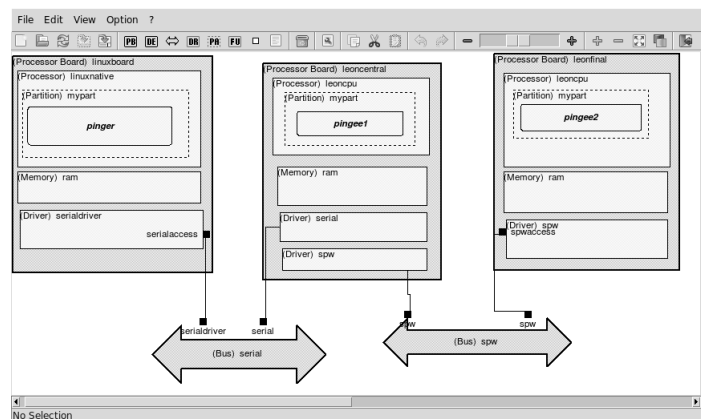 File Edit View Option ?
PB DE DR PA FU
(Processor Board) linuxboard
(Processor) linuxnative
(Partition) mypart
pinger
(Memory) ram
(Driver) serialdriver
serialaccess
(Processor Board) leoncentral
(Processor) leoncpu
(Partition) mypart
pingee1
(Memory) ram
(Driver) serial
(Driver) spw
(Processor Board) leonfinal
(Processor) leoncpu
(Partition) mypart
pingee2
(Memory) ram
(Driver) spw
spwaccess
serialdriver
serial
(Bus) serial
spw
spw
(Bus) spw
No Selection